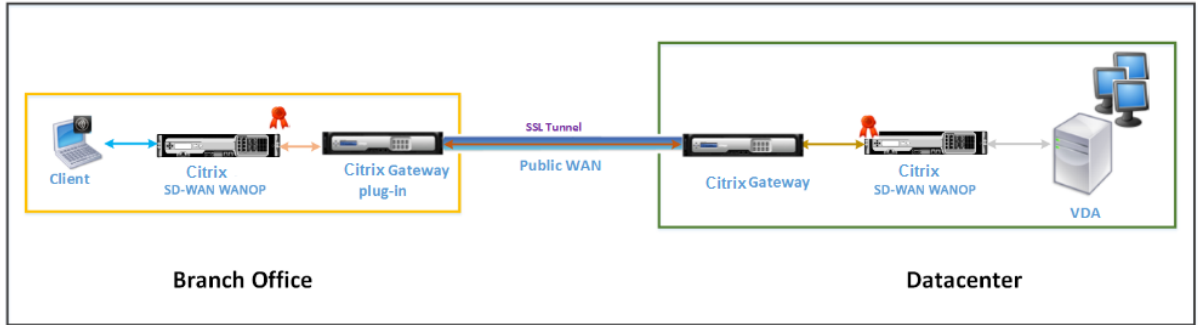 SSL Tunnel
Client
Citrix
SD-WAN WANOP
Citrix Gateway
plug-in
Public WAN
Citrix Gateway
Citrix
SD-WAN WANOP
VDA
Branch Office
Datacenter